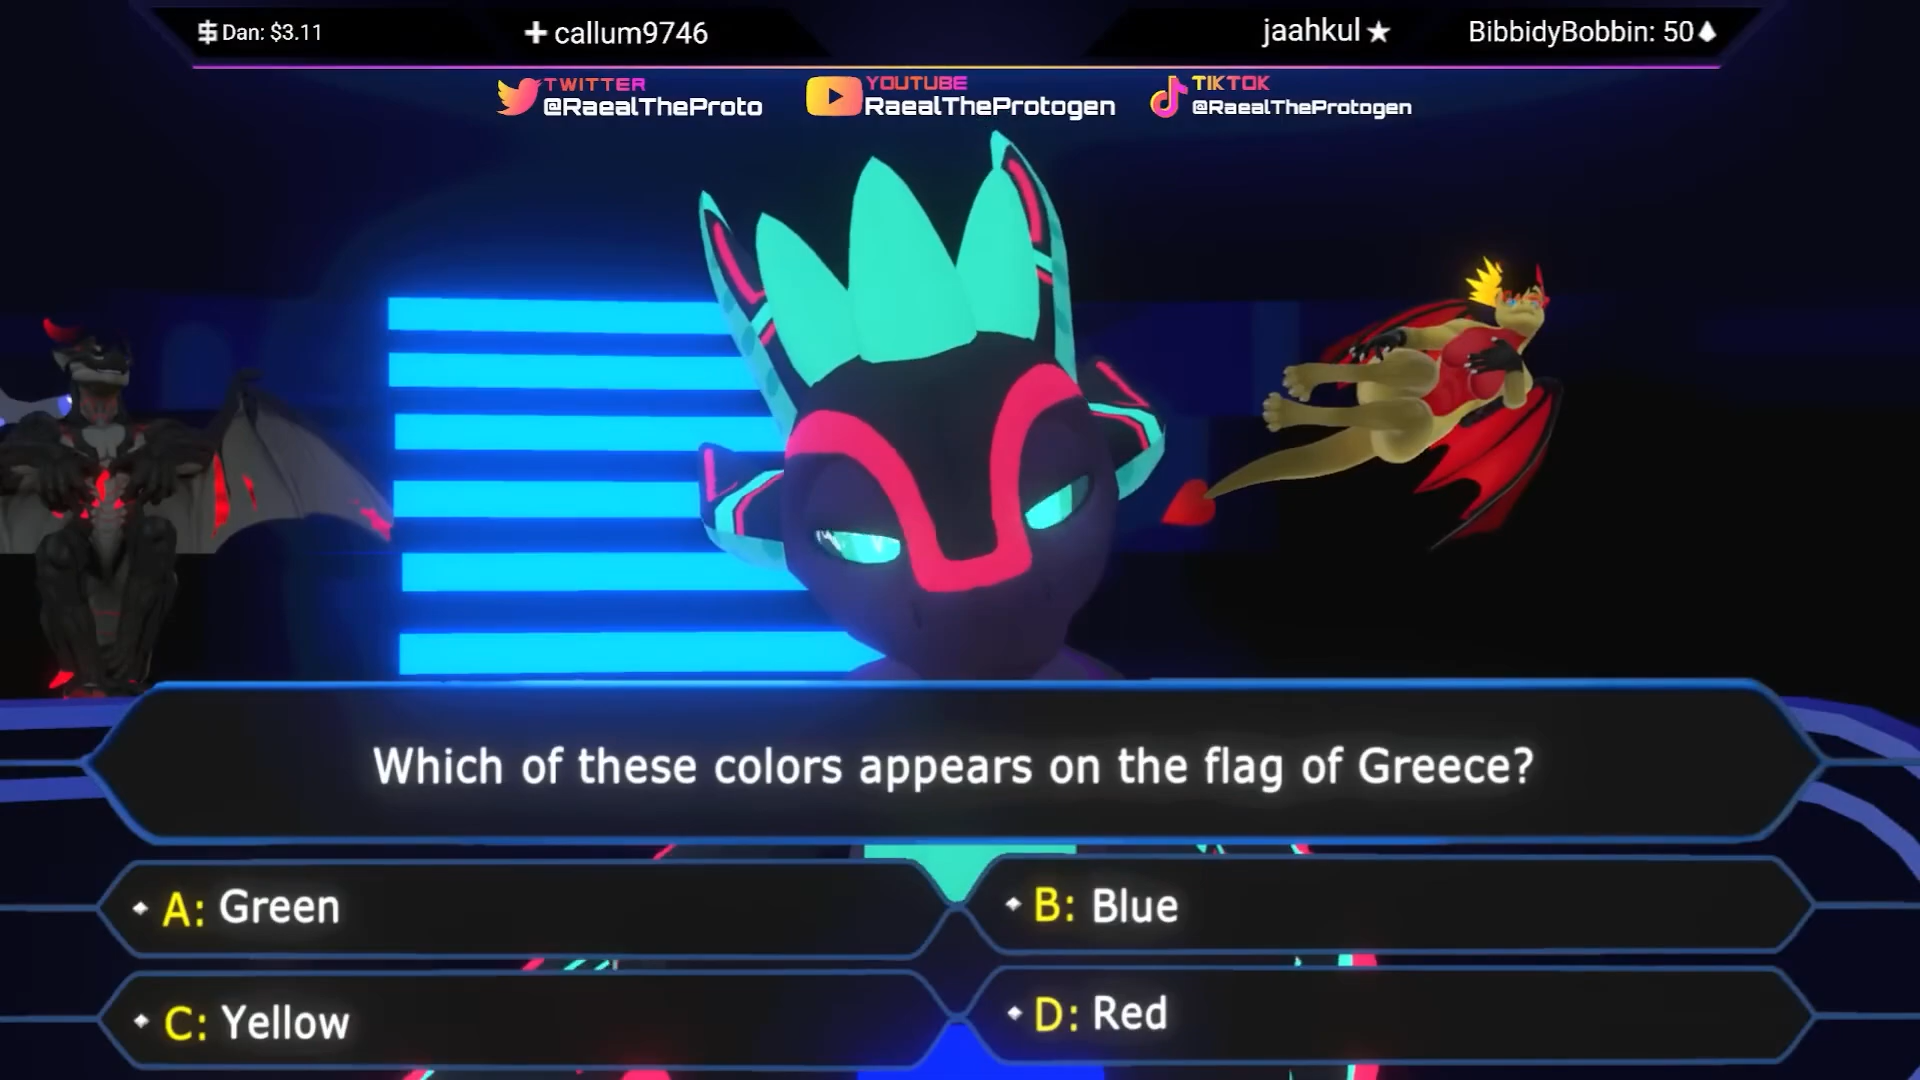 Dan: $3.11
callum9746
jaahkul
BibbidyBobbin: 50
TWITTER
@RaealTheProto
YOUTUBE
RaealTheProtogen
TIKTOK
@RaealTheProtogen
Which of these colors appears on the flag of Greece?
A: Green
B: Blue
C: Yellow
D: Red